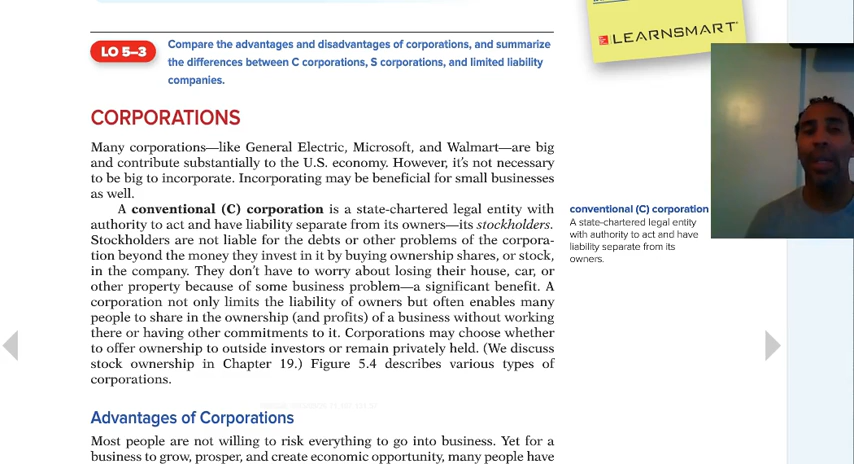 LEARNSMART
LO 5–3
Compare the advantages and disadvantages of corporations, and summarize
the differences between C corporations, S corporations, and limited liability
companies.
CORPORATIONS
Many corporations—like General Electric, Microsoft, and Walmart—are big
and contribute substantially to the U.S. economy. However, it's not necessary
to be big to incorporate. Incorporating may be beneficial for small businesses
as well.
A conventional (C) corporation is a state-chartered legal entity with
authority to act and have liability separate from its owners—its stockholders.
Stockholders are not liable for the debts or other problems of the corpora-
tion beyond the money they invest in it by buying ownership shares, or stock,
in the company. They don't have to worry about losing their house, car, or
other property because of some business problem—a significant benefit. A
corporation not only limits the liability of owners but often enables many
people to share in the ownership (and profits) of a business without working
there or having other commitments to it. Corporations may choose whether
to offer ownership to outside investors or remain privately held. (We discuss
stock ownership in Chapter 19.) Figure 5.4 describes various types of
corporations.
conventional (C) corporation
A state-chartered legal entity
with authority to act and have
liability separate from its
owners.
Advantages of Corporations
Most people are not willing to risk everything to go into business. Yet for a
business to grow, prosper, and create economic opportunity, many people have